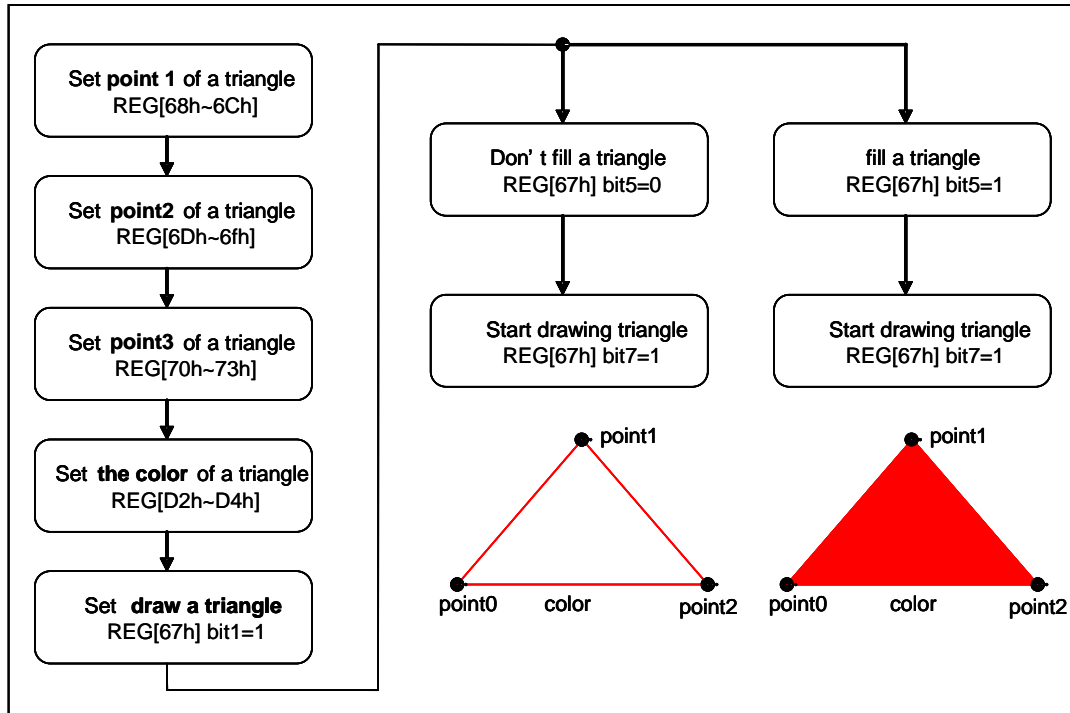 Set point 1 of a triangle
REG[68h~6Ch]
Set point2 of a triangle
REG[6Dh~6fh]
Set point3 of a triangle
REG[70h~73h]
Set the color of a triangle
REG[D2h~D4h]
Set draw a triangle
REG[67h] bit1=1
Don' t fill a triangle
REG[67h] bit5=0
Start drawing triangle
REG[67h] bit7=1
point1
point0
color
point2
fill a triangle
REG[67h] bit5=1
Start drawing triangle
REG[67h] bit7=1
point1
point0
color
point2